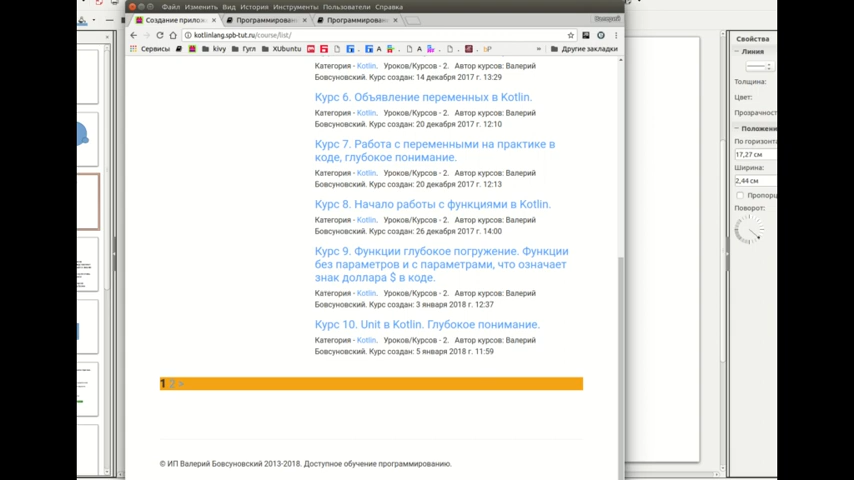 Файл Изменить Вид История Инструменты Пользователи Справка
Создание прилож Программирован Программирован
kotlinlang.spb-tut.ru/course/list/
Сервисы kivy Гугл XUbuntu Другие закладки
Категория - Kotlin. Уроков/Курсов - 2. Автор курсов: Валерий
Бовсуновский. Курс создан: 14 декабря 2017 г. 13:29
Курс 6. Объявление переменных в Kotlin.
Категория - Kotlin. Уроков/Курсов - 2. Автор курсов: Валерий
Бовсуновский. Курс создан: 20 декабря 2017 г. 12:10
Курс 7. Работа с переменными на практике в
коде, глубокое понимание.
Категория - Kotlin. Уроков/Курсов - 2. Автор курсов: Валерий
Бовсуновский. Курс создан: 20 декабря 2017 г. 12:13
Курс 8. Начало работы с функциями в Kotlin.
Категория - Kotlin. Уроков/Курсов - 2. Автор курсов: Валерий
Бовсуновский. Курс создан: 26 декабря 2017 г. 14:00
Курс 9. Функции глубокое погружение. Функции
без параметров и с параметрами, что означает
знак доллара $ в коде.
Категория - Kotlin. Уроков/Курсов - 2. Автор курсов: Валерий
Бовсуновский. Курс создан: 3 января 2018 г. 12:37
Курс 10. Unit в Kotlin. Глубокое понимание.
Категория - Kotlin. Уроков/Курсов - 2. Автор курсов: Валерий
Бовсуновский. Курс создан: 5 января 2018 г. 11:59
1 2 »
© ИП Валерий Бовсуновский 2013-2018. Доступное обучение программированию.
Свойства
Линия
Толщина:
Цвет:
Прозрачност
Положени
По горизонта
17,27 см
Ширина:
2,44 см
Пропорц
Поворот: